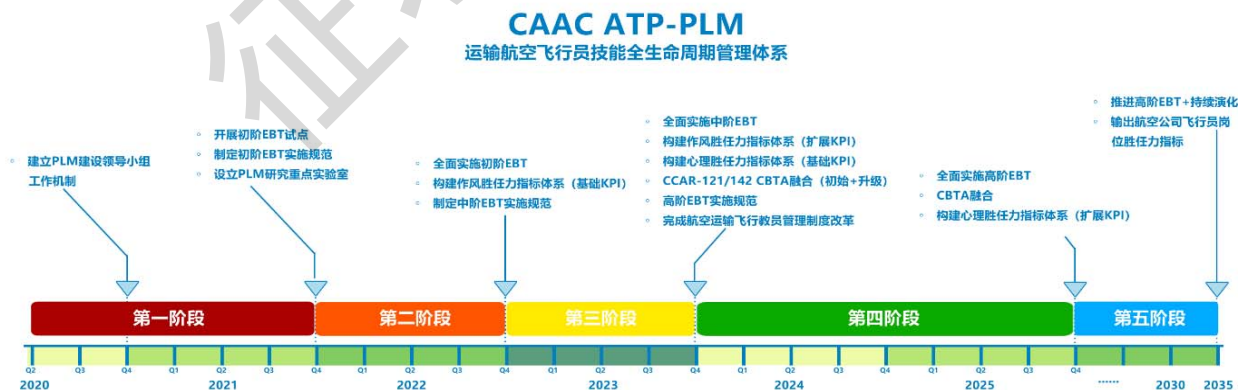 CAAC ATP-PLM
运输航空飞行员技能全生命周期管理体系
建立PLM建设领导小组
工作机制
开展初阶EBT试点
制定初阶EBT实施规范
设立PLM研究重点实验室
全面实施初阶EBT
构建作风胜任力指标体系（基础KPI）
制定中阶EBT实施规范
全面实施中阶EBT
构建作风胜任力指标体系（扩展KPI）
构建心理胜任力指标体系（基础KPI）
CCAR-121/142 CBTA融合（初始+升级）
高阶EBT实施规范
完成航空运输飞行教员管理制度改革
全面实施高阶EBT
CBTA融合
构建心理胜任力指标体系（扩展KPI）
推进高阶EBT+持续演化
输出航空公司飞行员岗
位胜任力指标
第一阶段 第二阶段 第三阶段 第四阶段 第五阶段
Q2 Q3 Q4 Q1 Q2 Q3 Q4 Q1 Q2 Q3 Q4 Q1 Q2 Q3 Q4 Q1 Q2 Q3 Q4 Q1 Q2 Q3 Q4
2020 2021 2022 2023 2024 2025 ······ 2030 2035
征